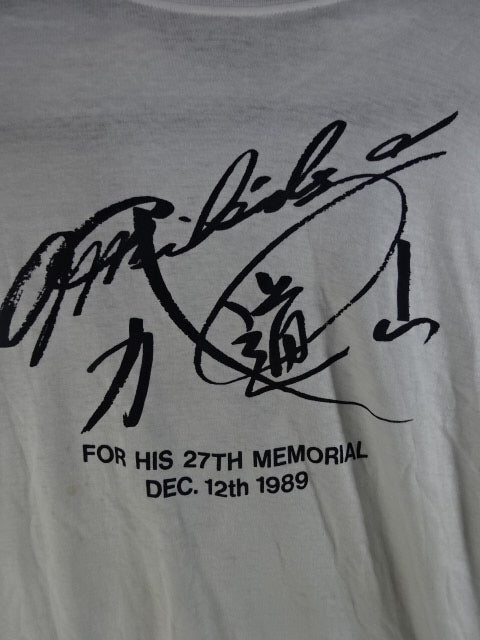 力道山
FOR HIS 27TH MEMORIAL
DEC. 12th 1989